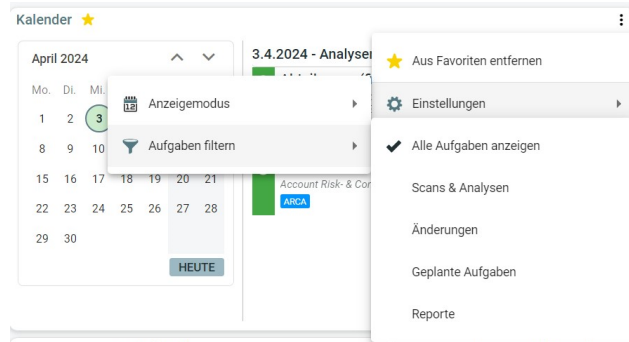 Kalender
April 2024
Mo. Di. Mi.
1 2 3
8 9 10
15 16 17 18 19 20 21
22 23 24 25 26 27 28
29 30
HEUTE
Anzeigemodus
Aufgaben filtern
3.4.2024 - Analysen
Account Risk- & Cor
ARCA
Aus Favoriten entfernen
Einstellungen
Alle Aufgaben anzeigen
Scans & Analysen
Änderungen
Geplante Aufgaben
Reporte